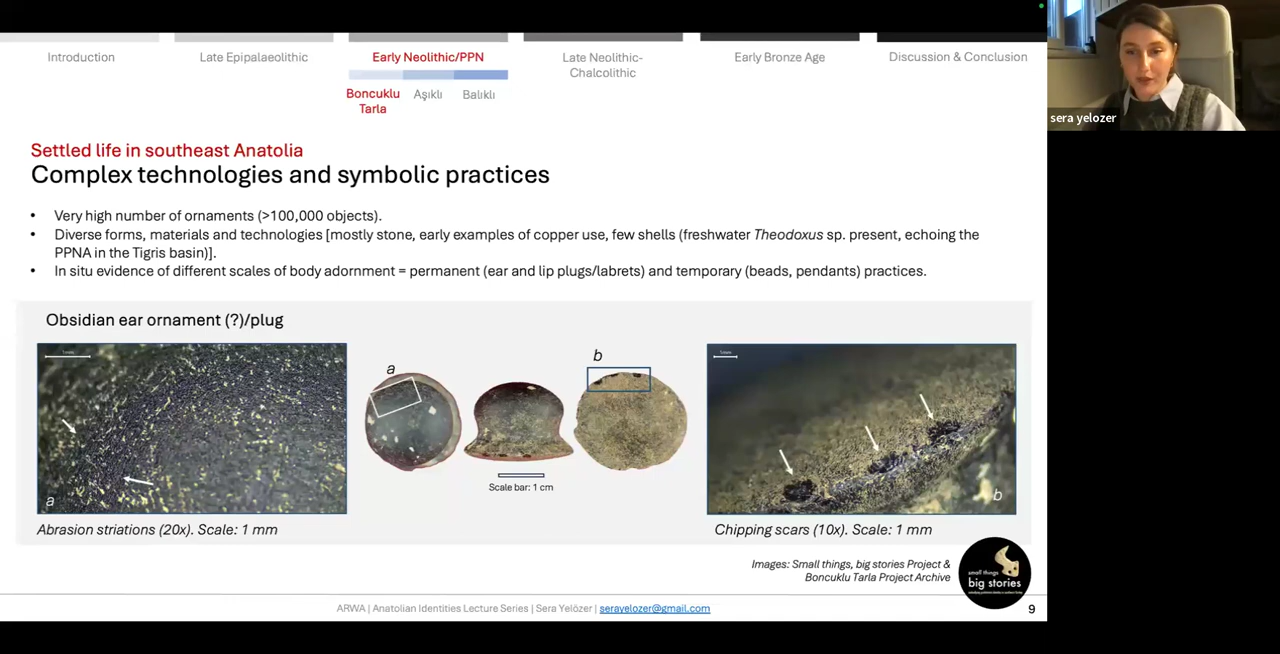 Introduction
Late Epipalaeolithic
Early Neolithic/PPN
Late Neolithic-
Chalcolithic
Early Bronze Age
Discussion & Conclusion
Boncuklu
Tarla
Aşıklı
Balıklı
sera yelozer
Settled life in southeast Anatolia
Complex technologies and symbolic practices
• Very high number of ornaments (>100,000 objects).
• Diverse forms, materials and technologies [mostly stone, early examples of copper use, few shells (freshwater Theodoxus sp. present, echoing the
PPNA in the Tigris basin)].
• In situ evidence of different scales of body adornment = permanent (ear and lip plugs/labrets) and temporary (beads, pendants) practices.
Obsidian ear ornament (?)/plug
a
a
b
b
Scale bar: 1 cm
Abrasion striations (20x). Scale: 1 mm
Chipping scars (10x). Scale: 1 mm
Images: Small things, big stories Project &
Boncuklu Tarla Project Archive
small things
big stories
ARWA | Anatolian Identities Lecture Series | Sera Yelözer | serayelozer@gmail.com
9